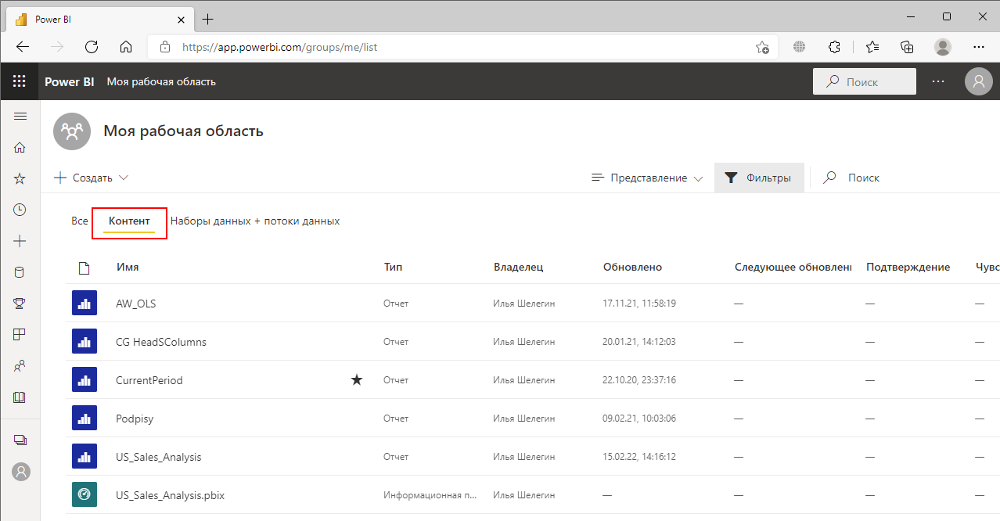 Power BI
https://app.powerbi.com/groups/me/list
Power BI Моя рабочая область Поиск
Моя рабочая область
Создать Представление Фильтры Поиск
Все Контент Наборы данных + потоки данных
Имя Тип Владелец Обновлено Следующее обновлен Подтверждение Чувс
AW_OLS Отчет Илья Шелегин 17.11.21, 11:58:19 — — —
CG HeadSColumns Отчет Илья Шелегин 20.01.21, 14:12:03 — — —
CurrentPeriod Отчет Илья Шелегин 22.10.20, 23:37:16 — — —
Podpisy Отчет Илья Шелегин 09.02.21, 10:03:06 — — —
US_Sales_Analysis Отчет Илья Шелегин 15.02.22, 14:16:12 — — —
US_Sales_Analysis.pbix Информационная п... Илья Шелегин — — — —